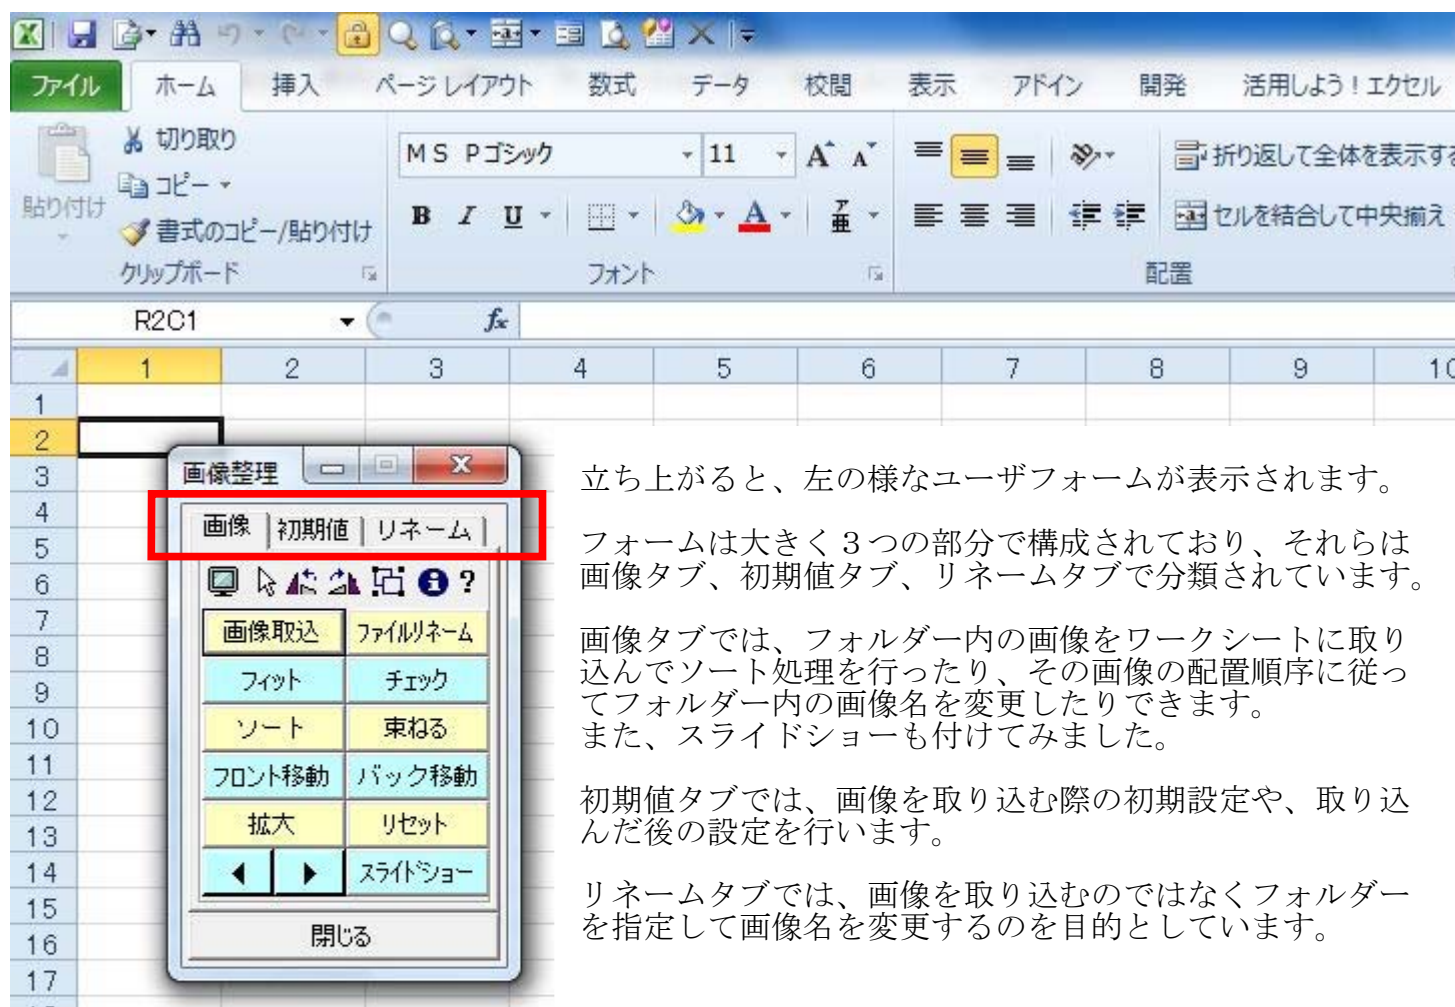 ファイル ホーム 挿入 ページ レイアウト 数式 データ 校閲 表示 アドイン 開発 活用しよう！エクセル
切り取り
コピー
書式のコピー/貼り付け
貼り付け
クリップボード
ＭＳ Ｐゴシック 11
B I U
ア亜
フォント
折り返して全体を表示する
セルを結合して中央揃え
配置
R2C1 fx
1 2 3 4 5 6 7 8 9 10
1
2
3
4
5
6
7
8
9
10
11
12
13
14
15
16
17
画像整理
画像 初期値 リネーム
画像取込 ファイルリネーム
フィット チェック
ソート 束ねる
フロント移動 バック移動
拡大 リセット
スライドショー
閉じる
立ち上がると、左の様なユーザフォームが表示されます。
フォームは大きく３つの部分で構成されており、それらは
画像タブ、初期値タブ、リネームタブで分類されています。
画像タブでは、フォルダー内の画像をワークシートに取り
込んでソート処理を行ったり、その画像の配置順序に従っ
てフォルダー内の画像名を変更したりできます。
また、スライドショーも付けてみました。
初期値タブでは、画像を取り込む際の初期設定や、取り込
んだ後の設定を行います。
リネームタブでは、画像を取り込むのではなくフォルダー
を指定して画像名を変更するのを目的としています。